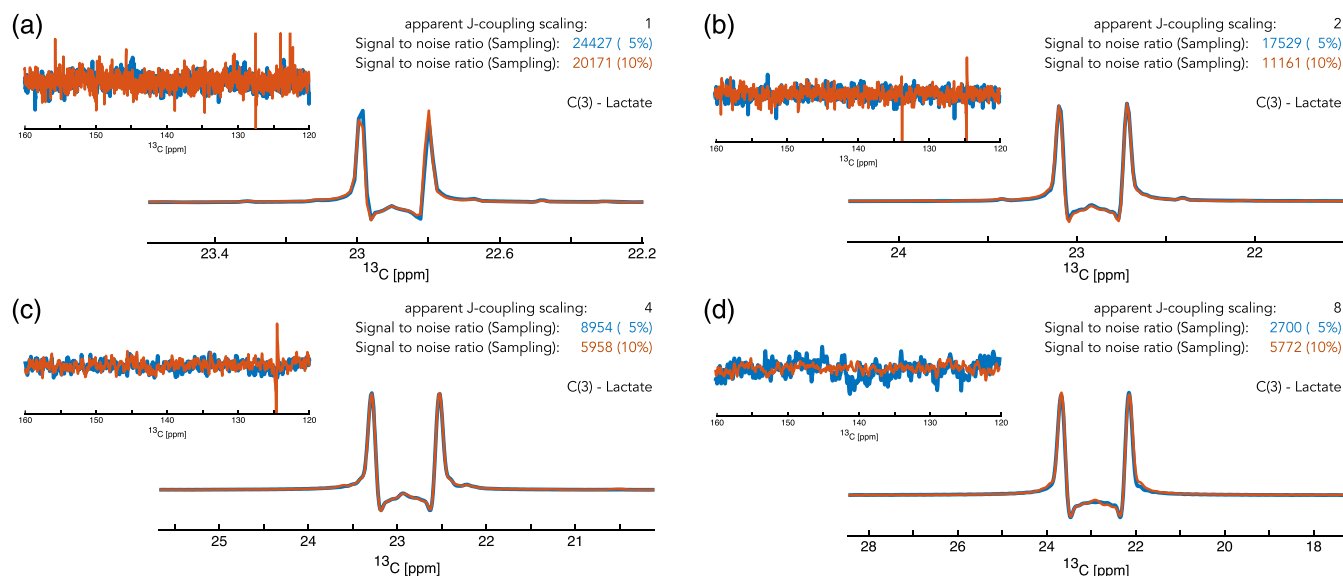 (a)
apparent J-coupling scaling: 1
Signal to noise ratio (Sampling): 24427 ( 5%)
Signal to noise ratio (Sampling): 20171 (10%)
C(3) - Lactate
160 150 140 130 120
13C [ppm]
23.4 23 22.6 22.2
13C [ppm]
(b)
apparent J-coupling scaling: 2
Signal to noise ratio (Sampling): 17529 ( 5%)
Signal to noise ratio (Sampling): 11161 (10%)
C(3) - Lactate
160 150 140 130 120
13C [ppm]
24 23 22
13C [ppm]
(c)
apparent J-coupling scaling: 4
Signal to noise ratio (Sampling): 8954 ( 5%)
Signal to noise ratio (Sampling): 5958 (10%)
C(3) - Lactate
160 150 140 130 120
13C [ppm]
25 24 23 22 21
13C [ppm]
(d)
apparent J-coupling scaling: 8
Signal to noise ratio (Sampling): 2700 ( 5%)
Signal to noise ratio (Sampling): 5772 (10%)
C(3) - Lactate
160 150 140 130 120
13C [ppm]
28 26 24 22 20 18
13C [ppm]